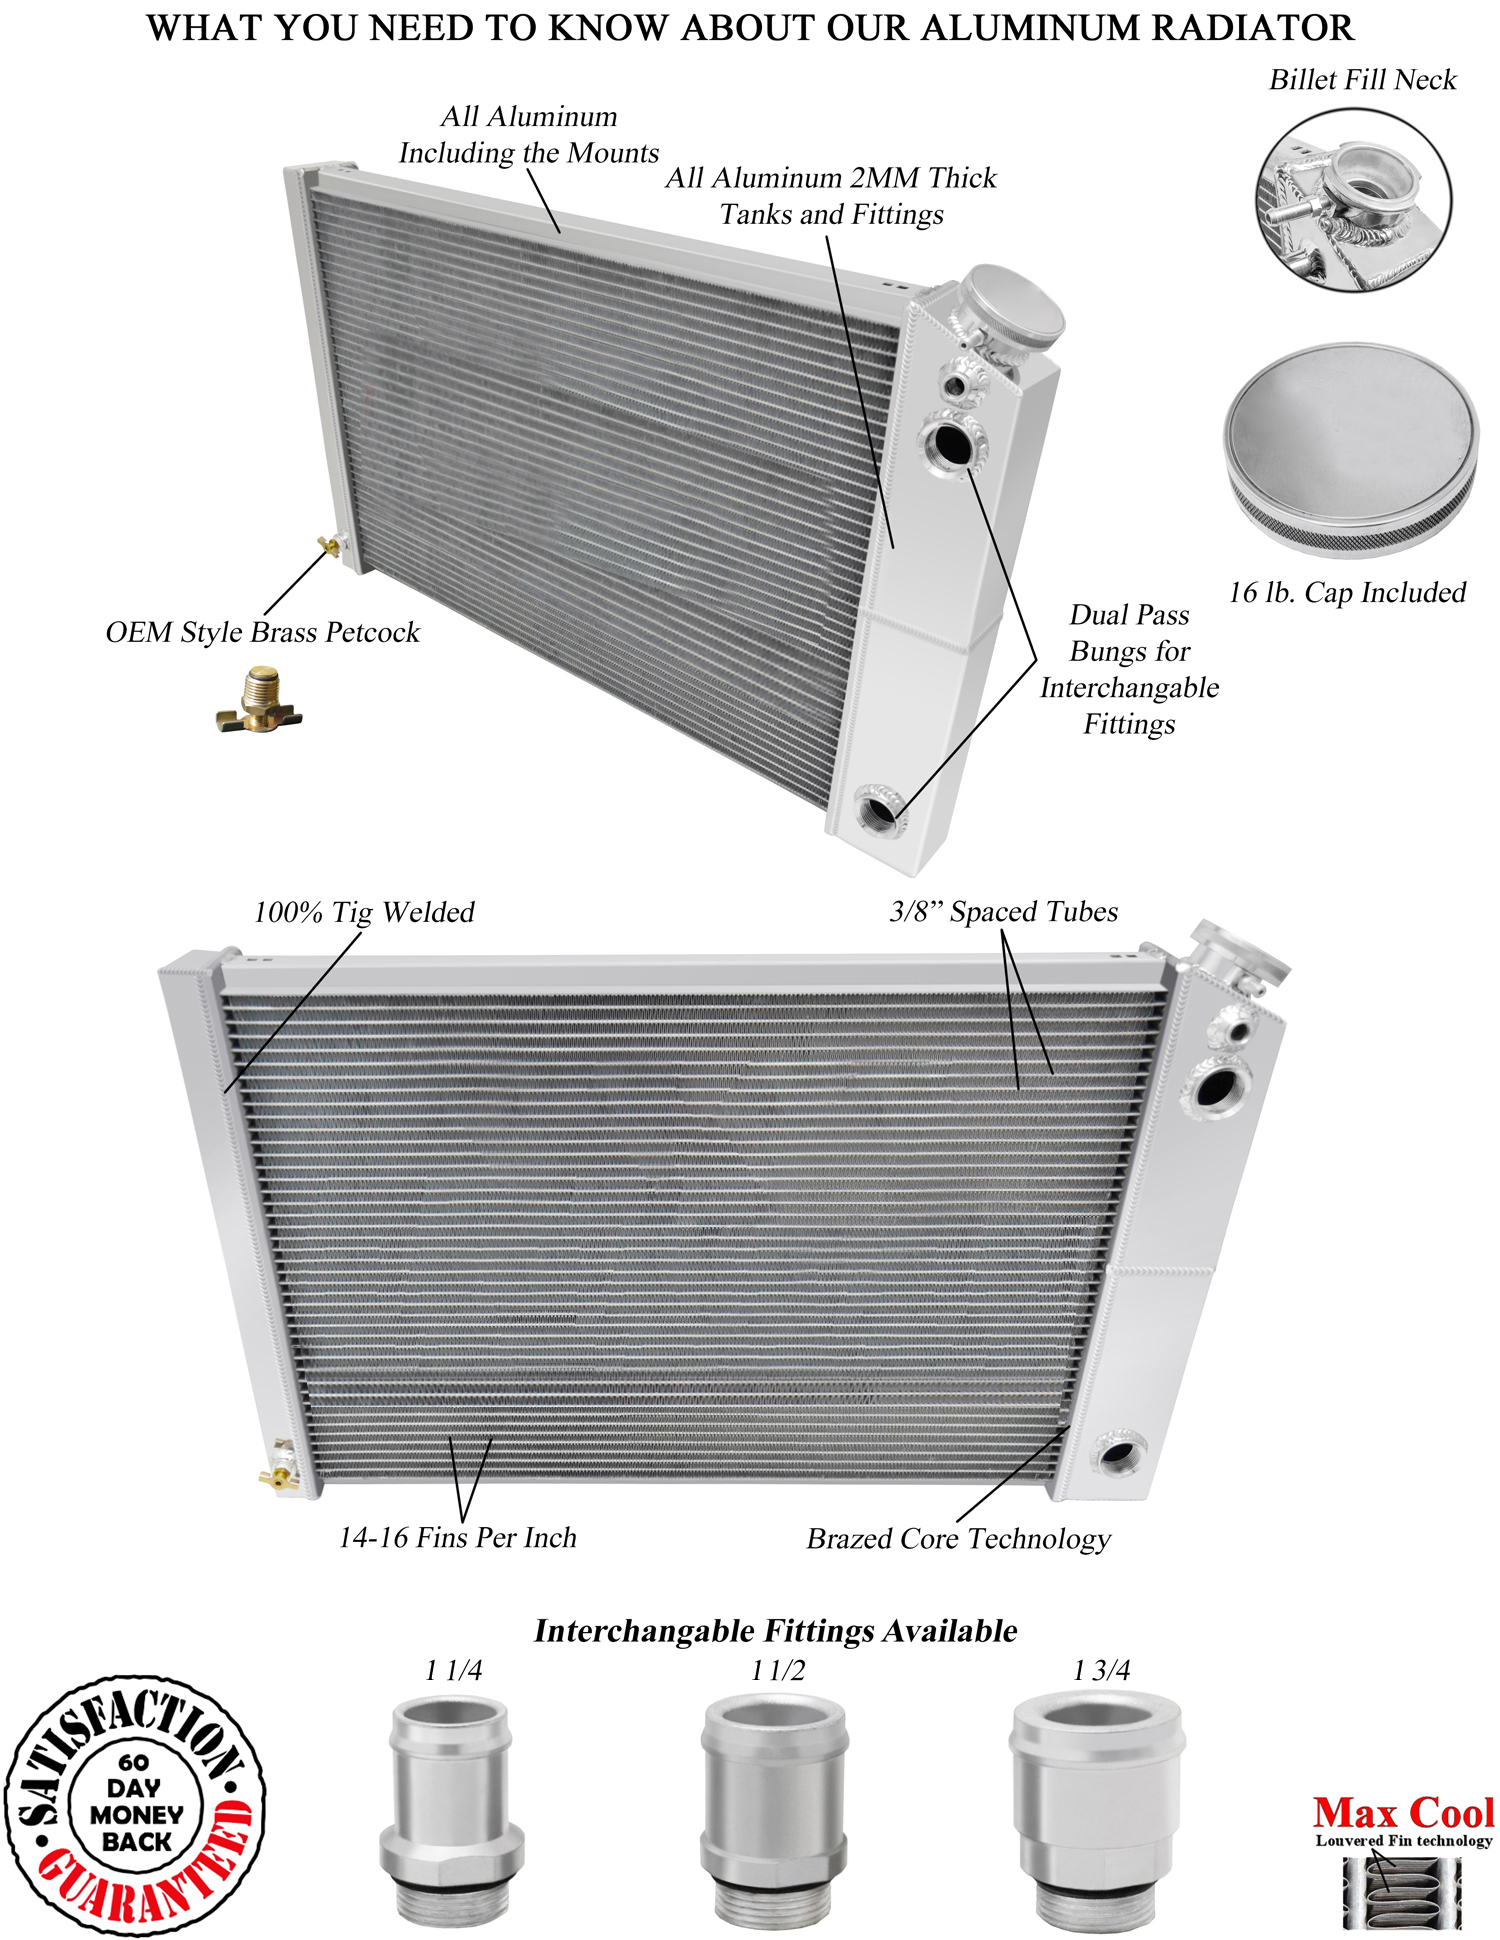 WHAT YOU NEED TO KNOW ABOUT OUR ALUMINUM RADIATOR
Billet Fill Neck
All Aluminum
Including the Mounts
All Aluminum 2MM Thick
Tanks and Fittings
16 lb. Cap Included
OEM Style Brass Petcock
Dual Pass
Bungs for
Interchangable
Fittings
100% Tig Welded
3/8” Spaced Tubes
14-16 Fins Per Inch
Brazed Core Technology
Interchangable Fittings Available
1 1/4
1 1/2
1 3/4
SATISFACTION
60
DAY
MONEY
BACK
GUARANTEED
Max Cool
Louvered Fin technology